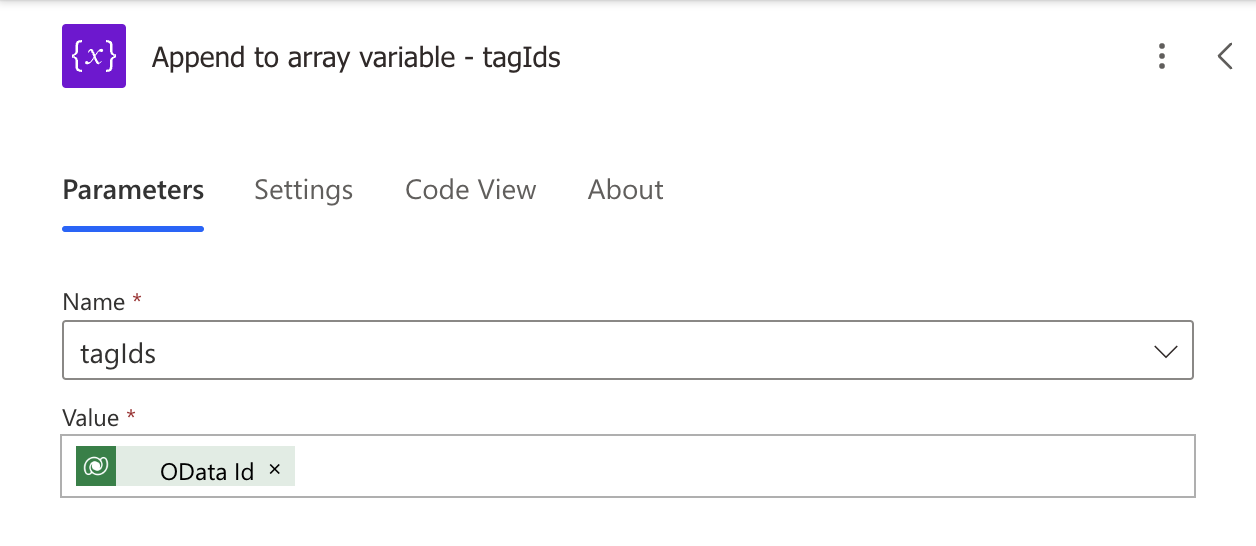 {x} Append to array variable - tagIds
Parameters Settings Code View About
Name *
tagIds
Value *
OData Id ×